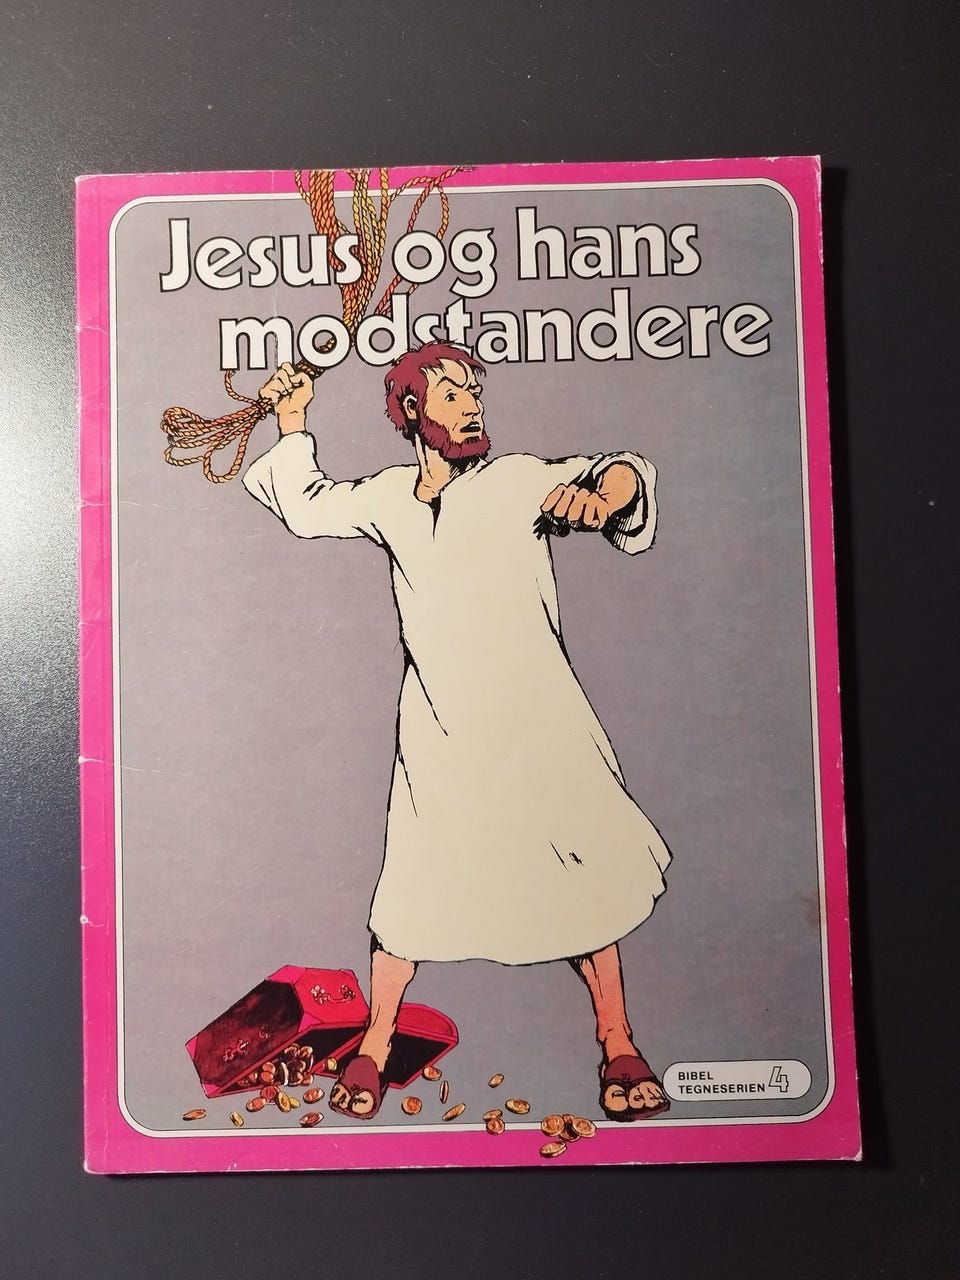 Jesus og hans
modstandere
BIBEL
TEGNESERIEN 4